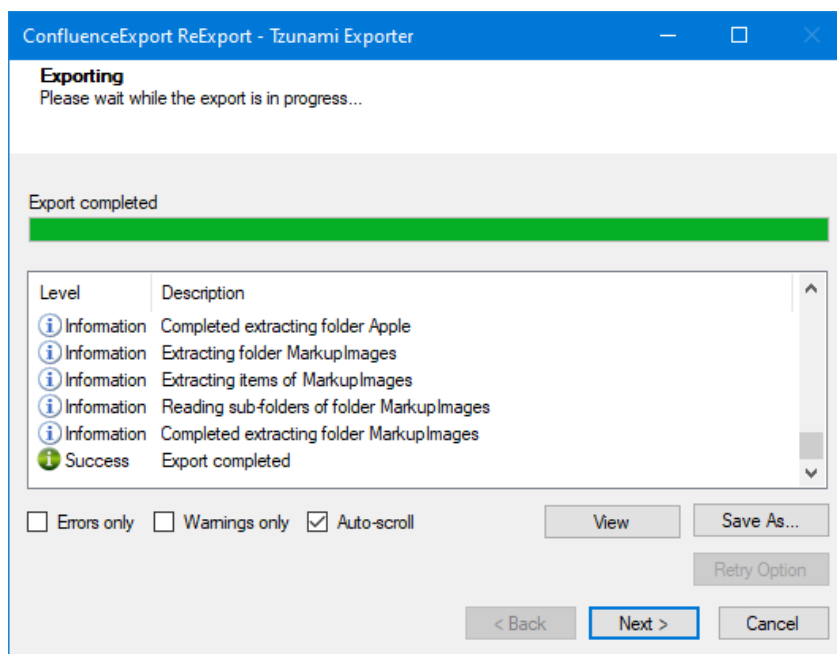 ConfluenceExport ReExport - Tzunami Exporter
Exporting
Please wait while the export is in progress...
Export completed
Level Description
Information Completed extracting folder Apple
Information Extracting folder MarkupImages
Information Extracting items of MarkupImages
Information Reading sub-folders of folder MarkupImages
Information Completed extracting folder MarkupImages
Success Export completed
Errors only Warnings only Auto-scroll View Save As...
Retry Option
< Back Next > Cancel